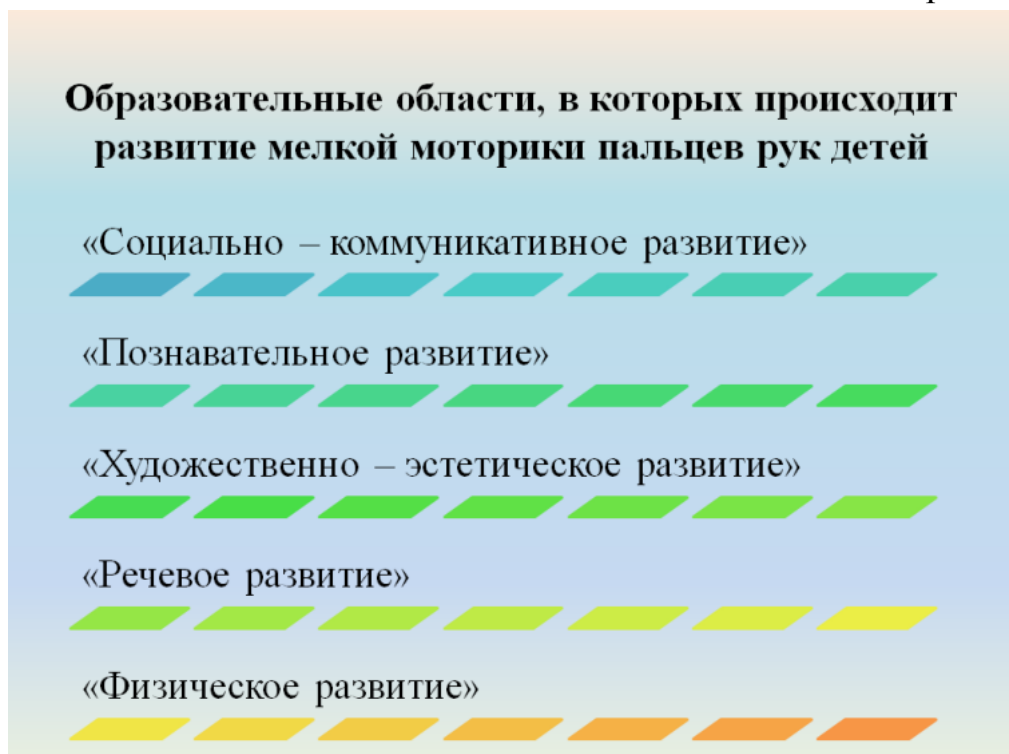 Образовательные области, в которых происходит
развитие мелкой моторики пальцев рук детей
«Социально – коммуникативное развитие»
«Познавательное развитие»
«Художественно – эстетическое развитие»
«Речевое развитие»
«Физическое развитие»